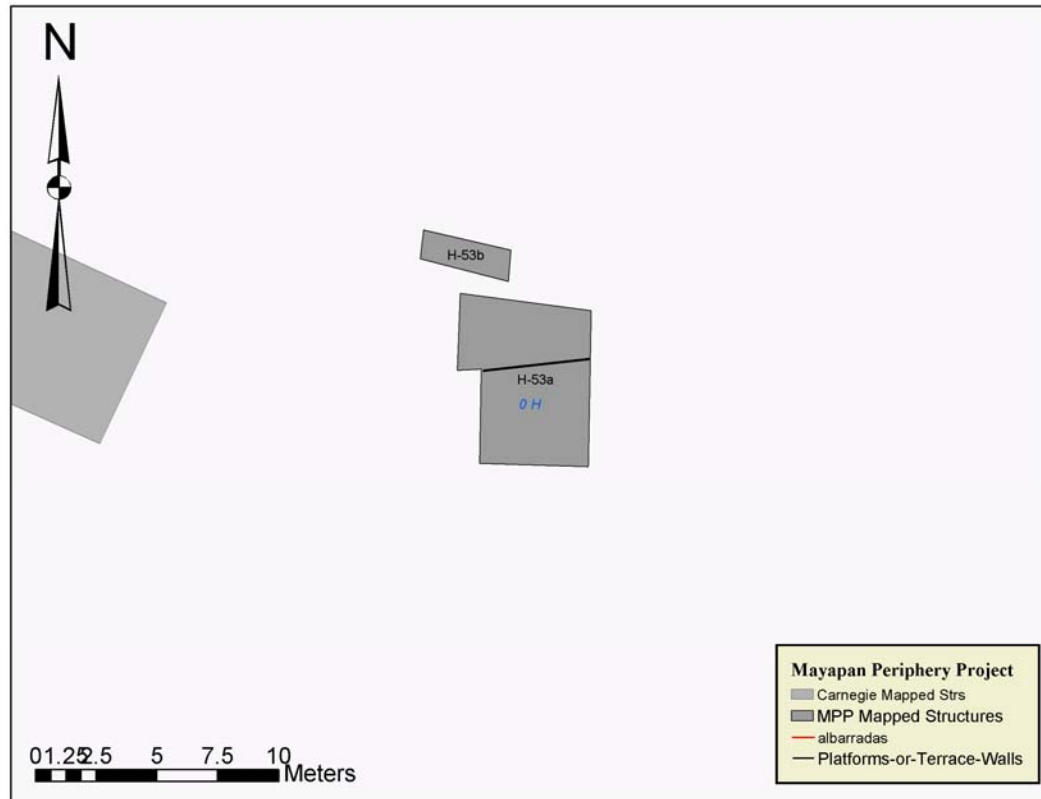 N
H-53b
H-53a
0 H
Mayapan Periphery Project
Carnegie Mapped Strs
MPP Mapped Structures
albarradas
Platforms-or-Terrace-Walls
01.252.5 5 7.5 10
Meters